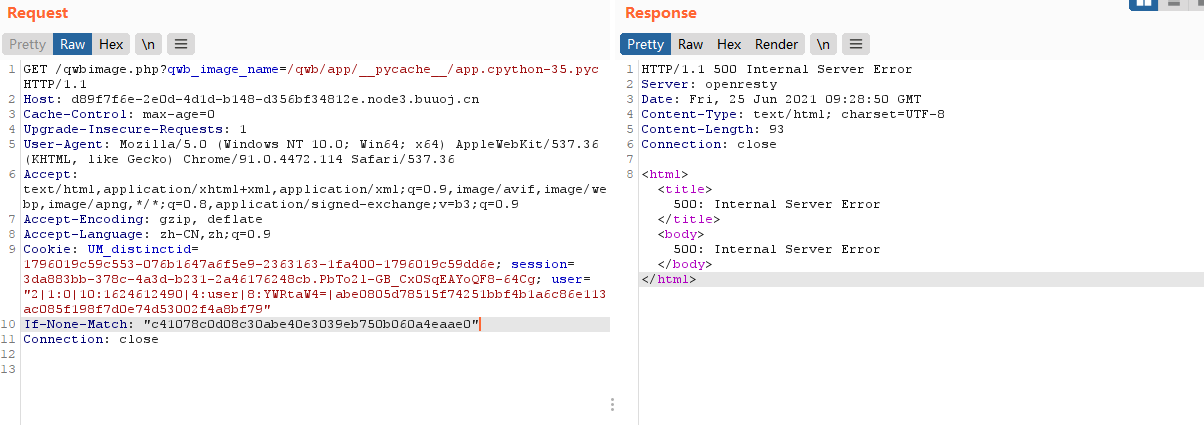 Request
Pretty Raw Hex \n
1 GET /qwbimage.php?qwb_image_name=/qwb/app/__pycache__/app.cpython-35.pyc
HTTP/1.1
2 Host: d89f7f6e-2e0d-4d1d-b148-d356bf34812e.node3.buuoj.cn
3 Cache-Control: max-age=0
4 Upgrade-Insecure-Requests: 1
5 User-Agent: Mozilla/5.0 (Windows NT 10.0; Win64; x64) AppleWebKit/537.36
(KHTML, like Gecko) Chrome/91.0.4472.114 Safari/537.36
6 Accept:
text/html,application/xhtml+xml,application/xml;q=0.9,image/avif,image/we
bp,image/apng,*/*;q=0.8,application/signed-exchange;v=b3;q=0.9
7 Accept-Encoding: gzip, deflate
8 Accept-Language: zh-CN,zh;q=0.9
9 Cookie: UM_distinctid=
1796019c59c553-076b1647a6f5e9-2363163-1fa400-1796019c59dd6e; session=
3da883bb-378c-4a3d-b231-2a46176248cb.PbTo21-GB_CxOSqEAYoQF8-64Cg; user=
"2|1:0|10:1624612490|4:user|8:YWRtaW4=|abe0805d78515f74251bbf4b1a6c86e113
ac085f198f7d0e74d53002f4a8bf79"
10 If-None-Match: "c41078c0d08c30abe40e3039eb750b060a4eaae0"
11 Connection: close
12
13
Response
Pretty Raw Hex Render \n
1 HTTP/1.1 500 Internal Server Error
2 Server: openresty
3 Date: Fri, 25 Jun 2021 09:28:50 GMT
4 Content-Type: text/html; charset=UTF-8
5 Content-Length: 93
6 Connection: close
7
8 <html>
<title>
500: Internal Server Error
</title>
<body>
500: Internal Server Error
</body>
</html>